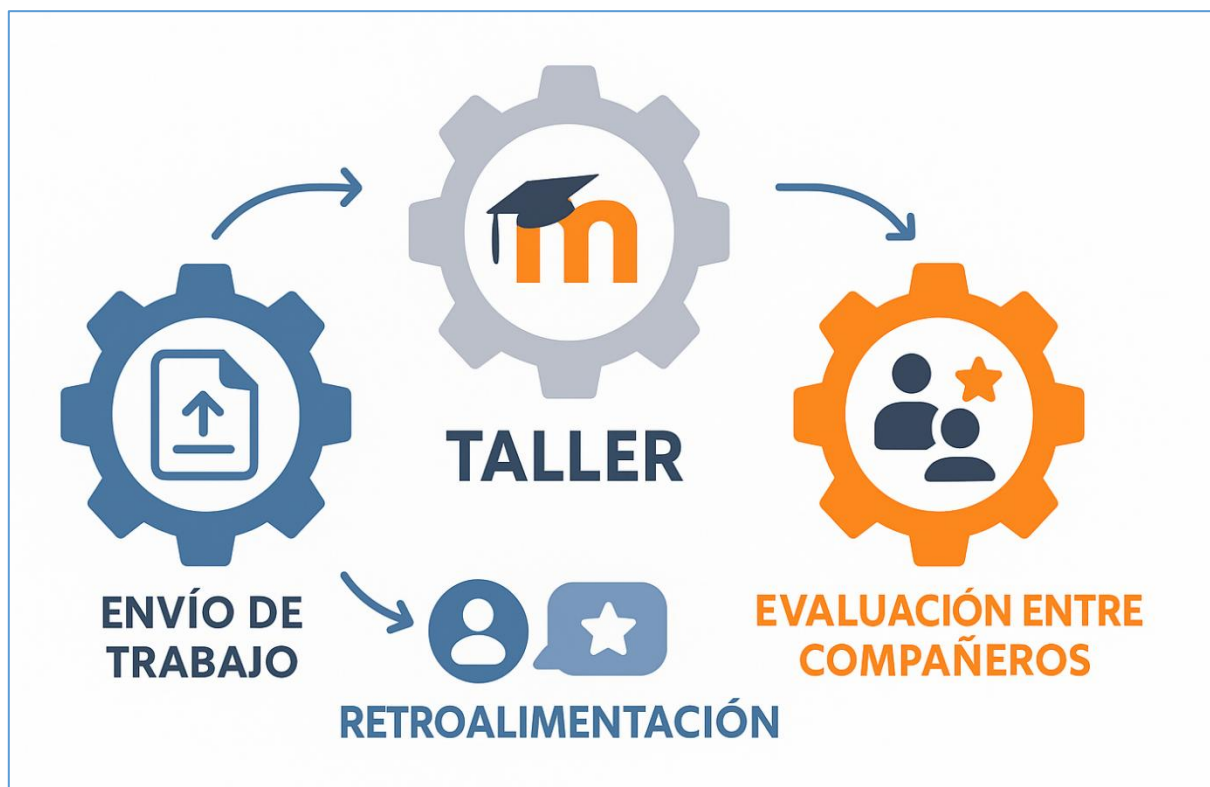 m
TALLER
ENVÍO DE
TRABAJO
EVALUACIÓN ENTRE
COMPAÑEROS
RETROALIMENTACIÓN